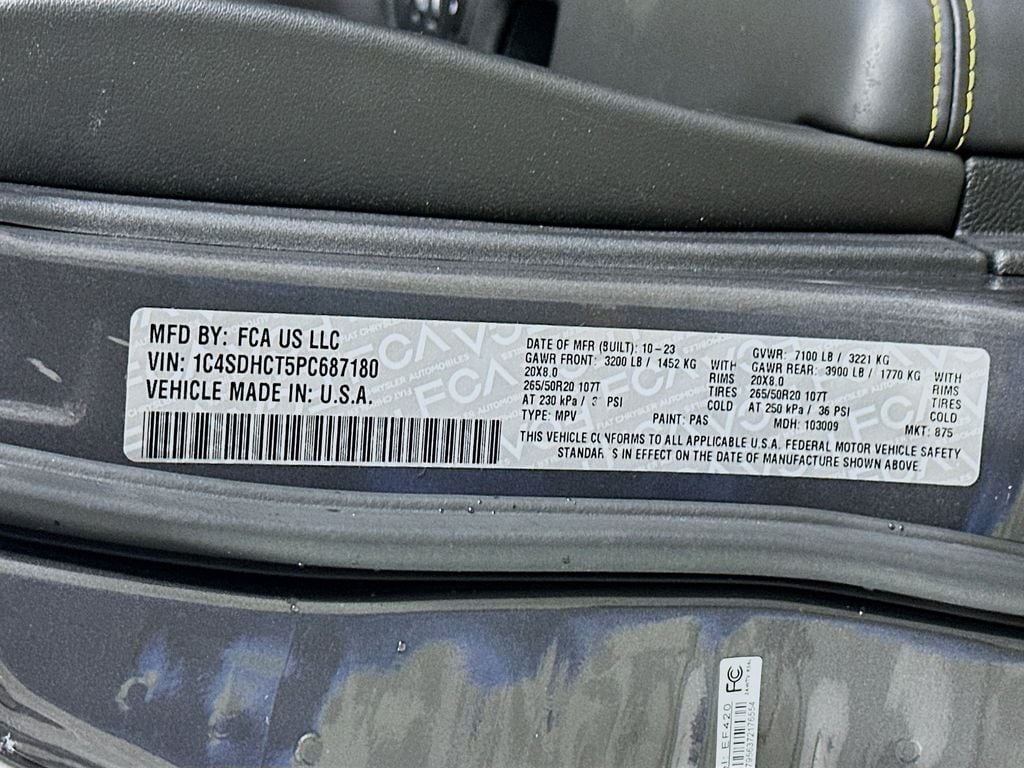 MFD BY: FCA US LLC
VIN: 1C4SDHCT5PC687180
VEHICLE MADE IN: U.S.A.
DATE OF MFR (BUILT): 10-23
GAWR FRONT: 3200 LB / 1452 KG WITH
20X8.0 RIMS
265/50R20 107T TIRES
AT 230 kPa / PSI COLD
TYPE: MPV PAINT: PAS
GVWR: 7100 LB / 3221 KG
GAWR REAR: 3900 LB / 1770 KG WITH
20X8.0 RIMS
265/50R20 107T TIRES
AT 250 kPa / 36 PSI COLD
MDH: 103009 MKT: 875
THIS VEHICLE CONFORMS TO ALL APPLICABLE U.S.A. FEDERAL MOTOR VEHICLE SAFETY
STANDARDS IN EFFECT ON THE DATE OF MANUFACTURE SHOWN ABOVE.
EF420
FC